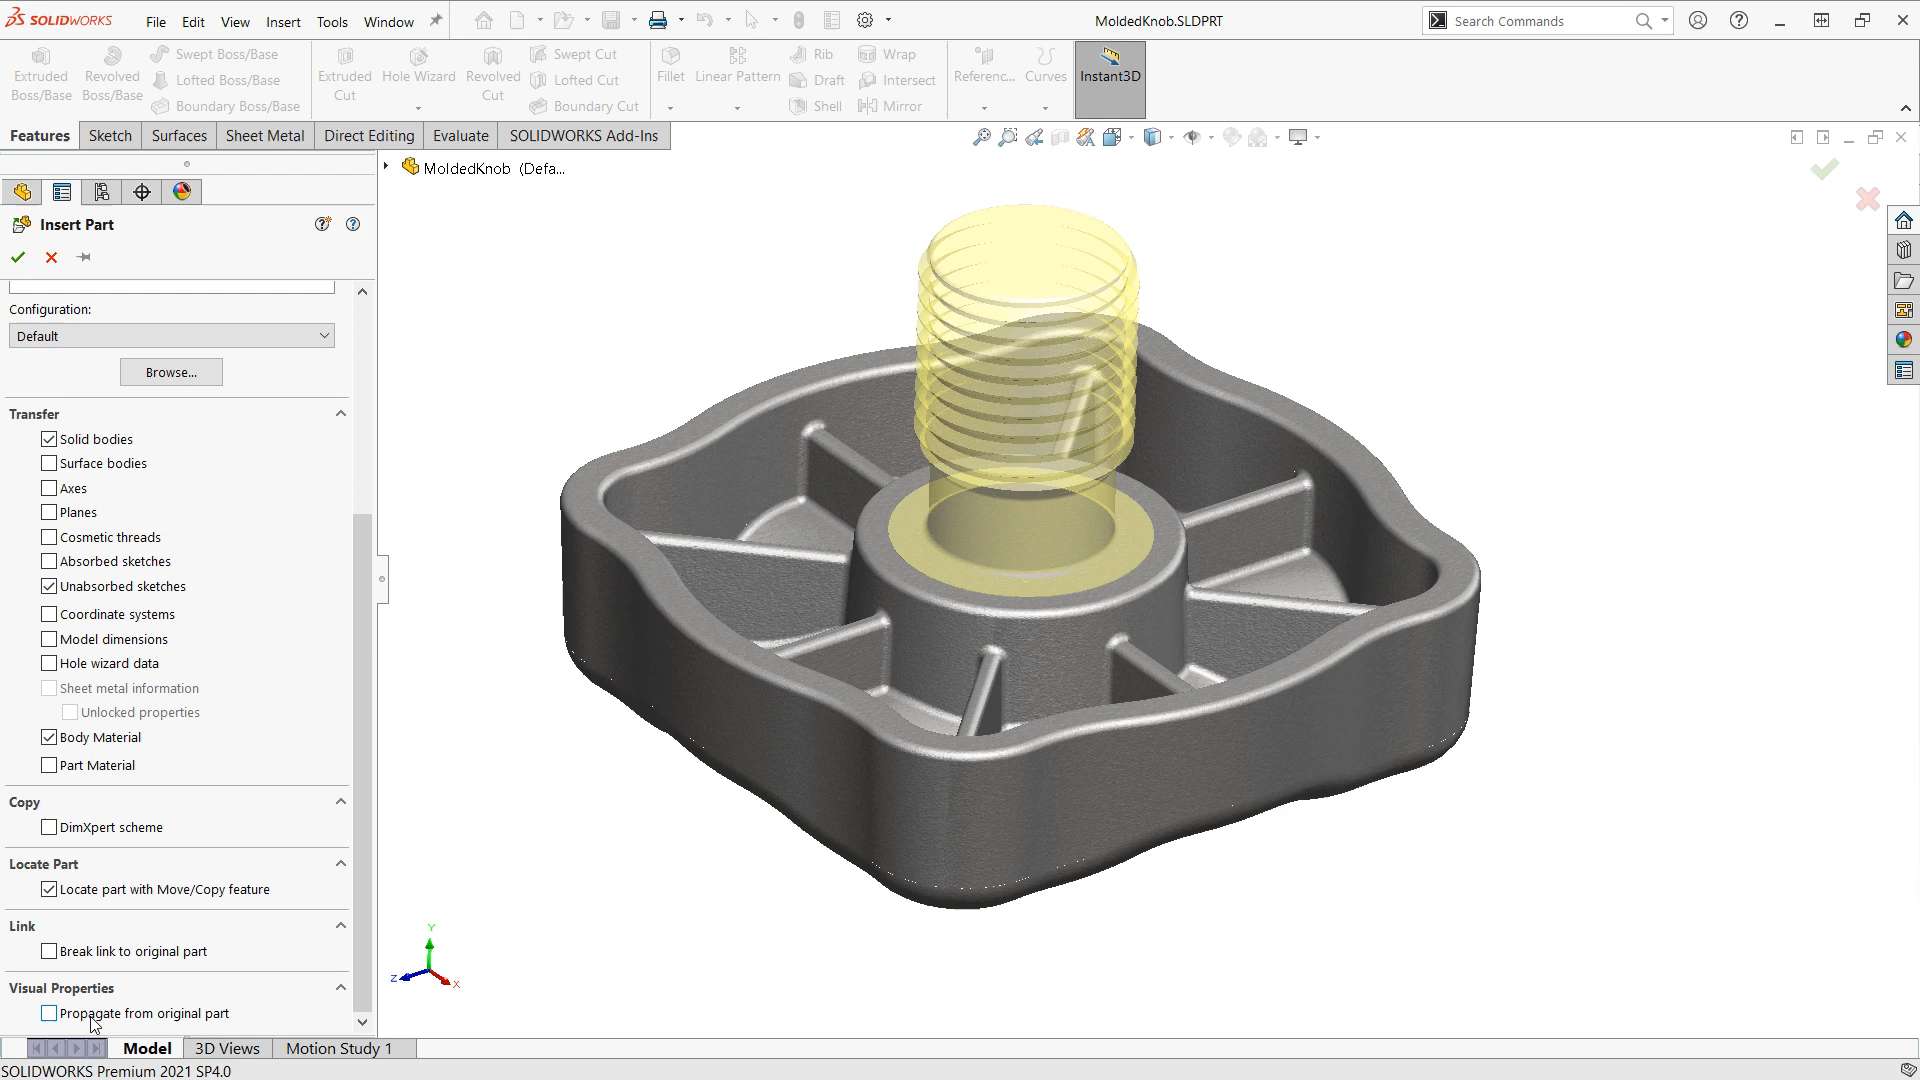 SOLIDWORKS File Edit View Insert Tools Window MoldedKnob.SLDPRT Search Commands
Extruded Boss/Base
Revolved Boss/Base
Swept Boss/Base
Lofted Boss/Base
Boundary Boss/Base
Extruded Cut
Hole Wizard
Revolved Cut
Swept Cut
Lofted Cut
Boundary Cut
Fillet
Linear Pattern
Rib
Draft
Shell
Wrap
Intersect
Mirror
Referenc...
Curves
Instant3D
Features Sketch Surfaces Sheet Metal Direct Editing Evaluate SOLIDWORKS Add-Ins
MoldedKnob (Defa...
Insert Part
Configuration:
Default
Browse...
Transfer
Solid bodies
Surface bodies
Axes
Planes
Cosmetic threads
Absorbed sketches
Unabsorbed sketches
Coordinate systems
Model dimensions
Hole wizard data
Sheet metal information
Unlocked properties
Body Material
Part Material
Copy
DimXpert scheme
Locate Part
Locate part with Move/Copy feature
Link
Break link to original part
Visual Properties
Propagate from original part
Y
Z
X
Model 3D Views Motion Study 1
SOLIDWORKS Premium 2021 SP4.0